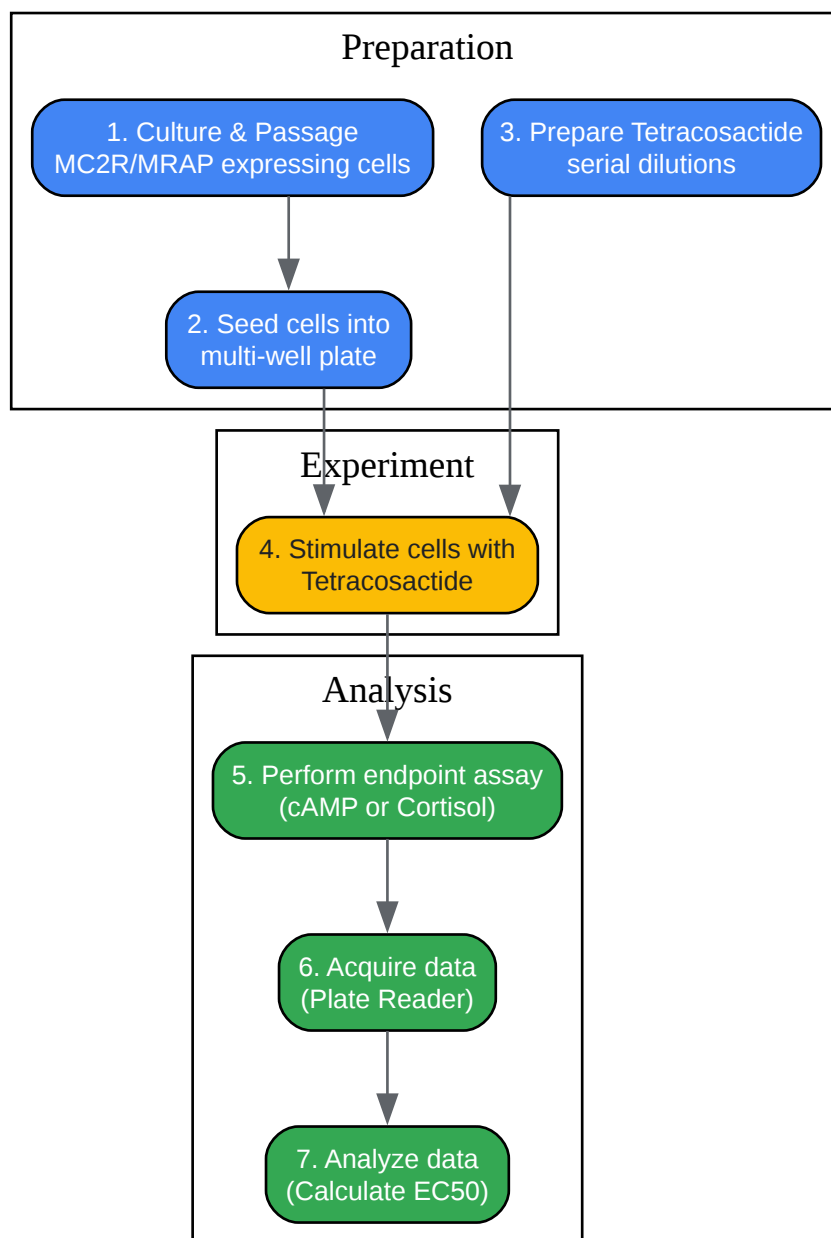 Preparation
1. Culture & Passage
MC2R/MRAP expressing cells
3. Prepare Tetracosactide
serial dilutions
2. Seed cells into
multi-well plate
Experiment
4. Stimulate cells with
Tetracosactide
Analysis
5. Perform endpoint assay
(cAMP or Cortisol)
6. Acquire data
(Plate Reader)
7. Analyze data
(Calculate EC50)